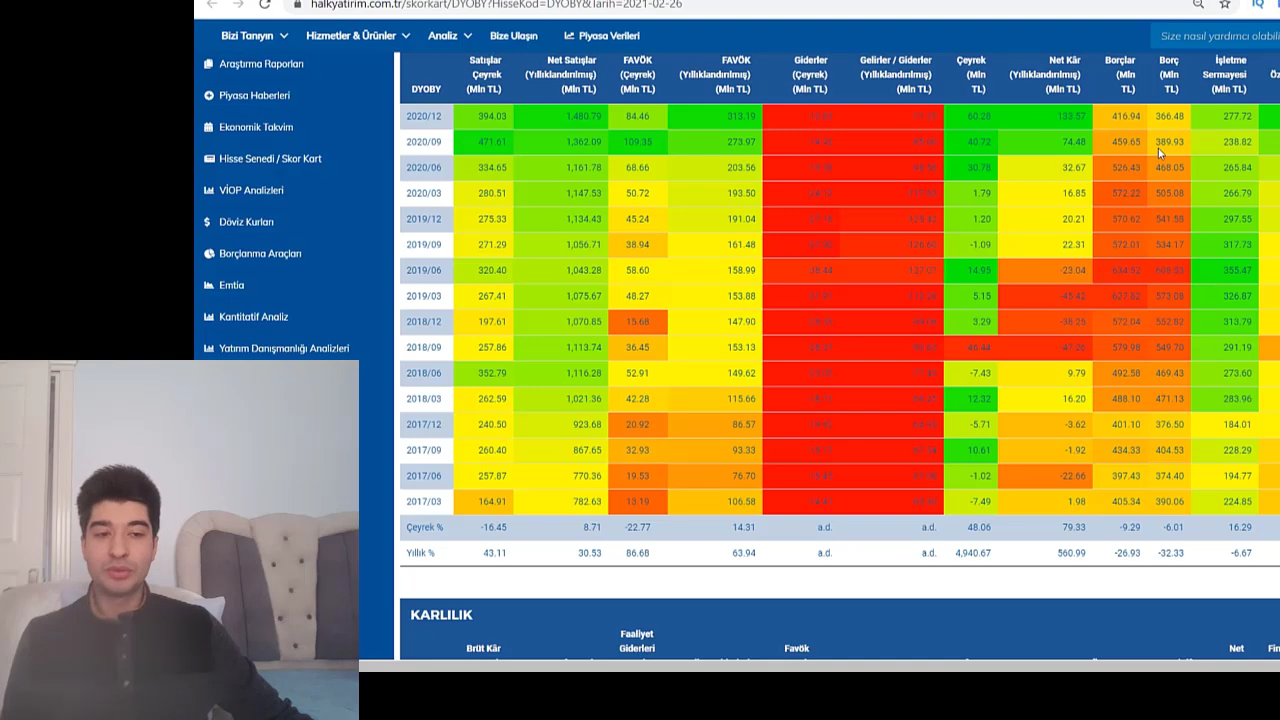 halkyatirim.com.tr/skorkart/DYOBY?HisseKod=DYOBY&Tarih=2021-02-26
Bizi Tanıyın Hizmetler & Ürünler Analiz Bize Ulaşın Piyasa Verileri Size nasıl yardımcı olabili
Araştırma Raporları
Piyasa Haberleri
Ekonomik Takvim
Hisse Senedi / Skor Kart
VİOP Analizleri
Döviz Kurları
Borçlanma Araçları
Emtia
Kantitatif Analiz
Yatırım Danışmanlığı Analizleri
Satışlar Net Satışlar FAVÖK FAVÖK Giderler Gelirler / Giderler Çeyrek Net Kâr Borçlar Borç İşletme
Çeyrek (Yıllıklandırılmış) (Çeyrek) (Yıllıklandırılmış) (Çeyrek) (Yıllıklandırılmış) (Mln (Yıllıklandırılmış) (Mln (Mln Sermayesi Öz
DYOBY (Mln TL) (Mln TL) (Mln TL) (Mln TL) (Mln TL) (Mln TL) TL) (Mln TL) TL) TL) (Mln TL)
2020/12 394.03 1,480.79 84.46 313.19 60.26 133.57 416.94 366.48 277.72
2020/09 471.61 1,362.09 109.35 273.97 40.72 74.48 459.65 389.93 238.82
2020/06 334.65 1,161.78 68.66 203.56 30.78 32.67 526.43 468.05 265.84
2020/03 280.51 1,147.53 50.72 193.50 1.79 16.85 572.22 505.08 266.79
2019/12 275.33 1,134.43 45.24 191.04 1.20 20.21 570.62 541.58 297.55
2019/09 271.29 1,056.71 38.94 161.48 -1.09 22.31 572.01 534.17 317.73
2019/06 320.40 1,043.28 58.60 158.99 14.95 -23.04 355.47
2019/03 267.41 1,075.67 48.27 153.88 5.15 -45.42 573.08 326.87
2018/12 197.61 1,070.85 15.68 147.90 3.29 -38.25 572.04 552.82 313.79
2018/09 257.86 1,113.74 36.45 153.13 46.44 -47.26 579.98 549.70 291.19
2018/06 352.79 1,116.28 52.91 149.62 -7.43 9.79 492.58 469.43 273.60
2018/03 262.59 1,021.36 42.28 115.66 12.32 16.20 488.10 471.13 283.96
2017/12 240.50 923.68 20.92 86.57 -5.71 -3.62 401.10 376.50 184.01
2017/09 260.40 867.65 32.93 93.33 10.61 -1.92 434.33 404.53 228.29
2017/06 257.87 770.36 19.53 76.70 -1.02 -22.66 397.43 374.40 194.77
2017/03 164.91 782.63 13.19 106.58 -7.49 1.98 405.34 390.06 224.85
Çeyrek % -16.45 8.71 -22.77 14.31 a.d. a.d. 48.06 79.33 -9.29 -6.01 16.29
Yıllık % 43.11 30.53 86.68 63.94 a.d. a.d. 4,940.67 560.99 -26.93 -32.33 -6.67
KARLILIK
Faaliyet
Brüt Kâr Giderleri Favök Net Fin